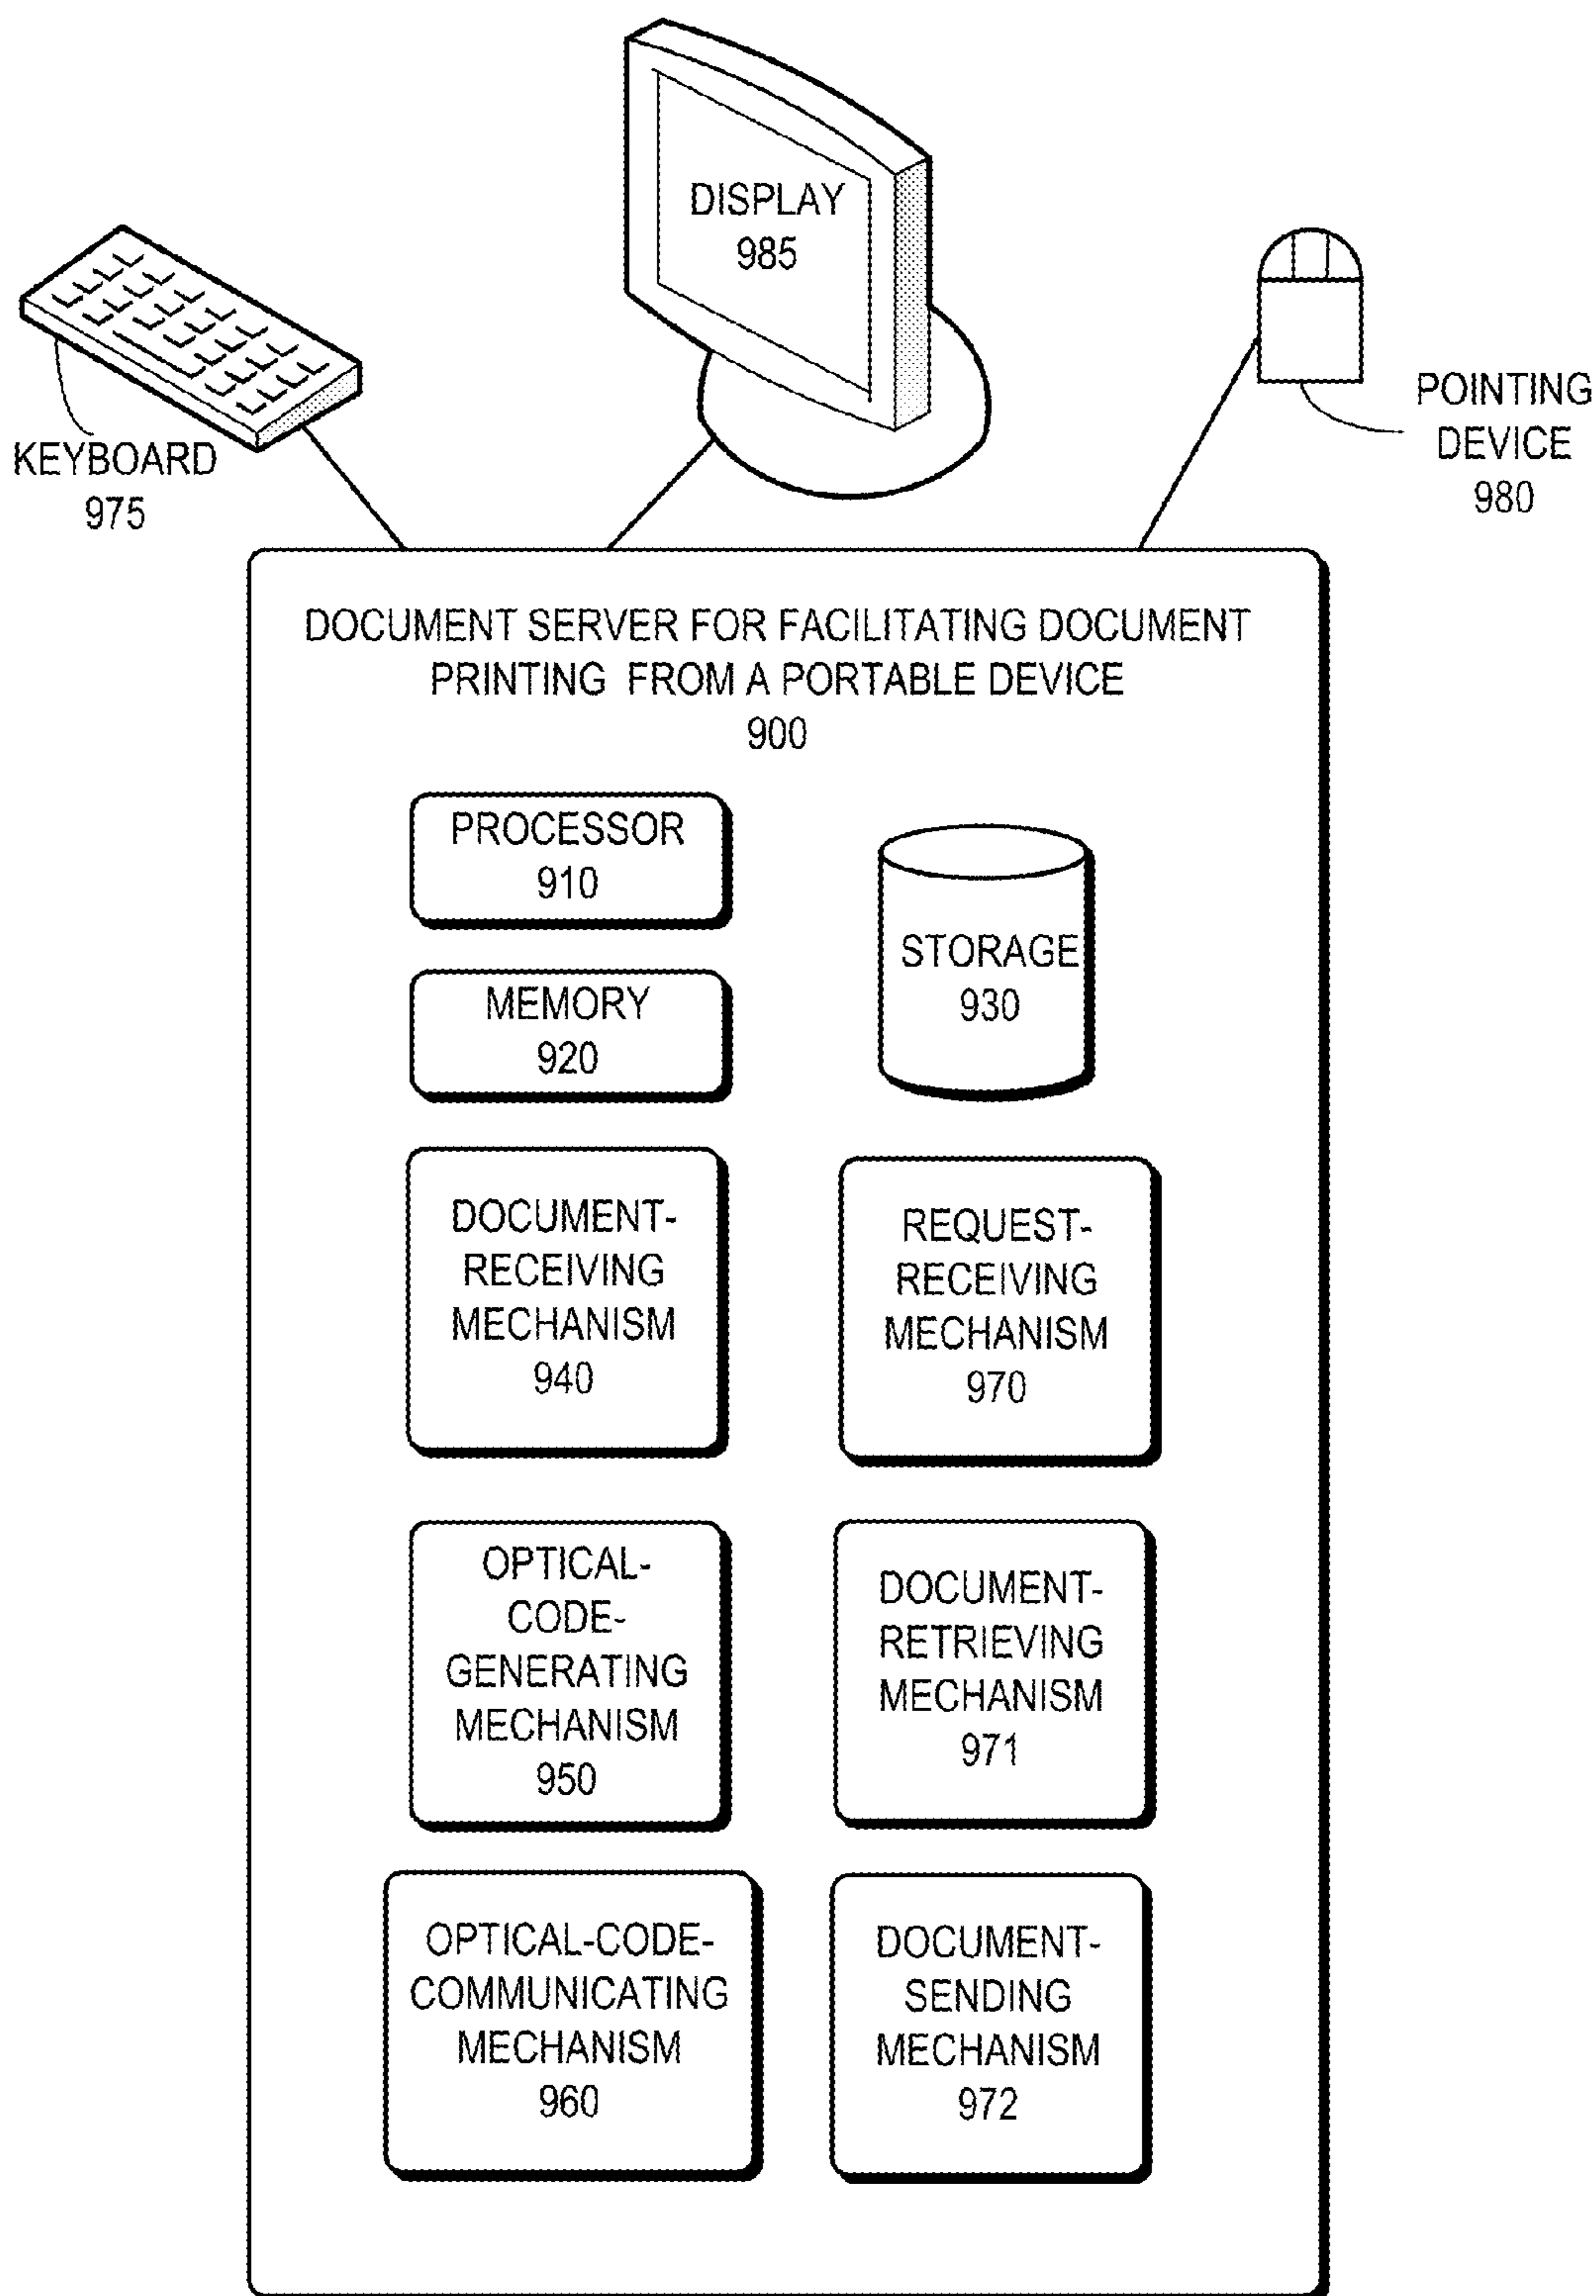 DISPLAY
985
KEYBOARD
975
POINTING
DEVICE
980
DOCUMENT SERVER FOR FACILITATING DOCUMENT
PRINTING FROM A PORTABLE DEVICE
900
PROCESSOR
910
MEMORY
920
STORAGE
930
DOCUMENT-
RECEIVING
MECHANISM
940
REQUEST-
RECEIVING
MECHANISM
970
OPTICAL-
CODE-
GENERATING
MECHANISM
950
DOCUMENT-
RETRIEVING
MECHANISM
971
OPTICAL-CODE-
COMMUNICATING
MECHANISM
960
DOCUMENT-
SENDING
MECHANISM
972